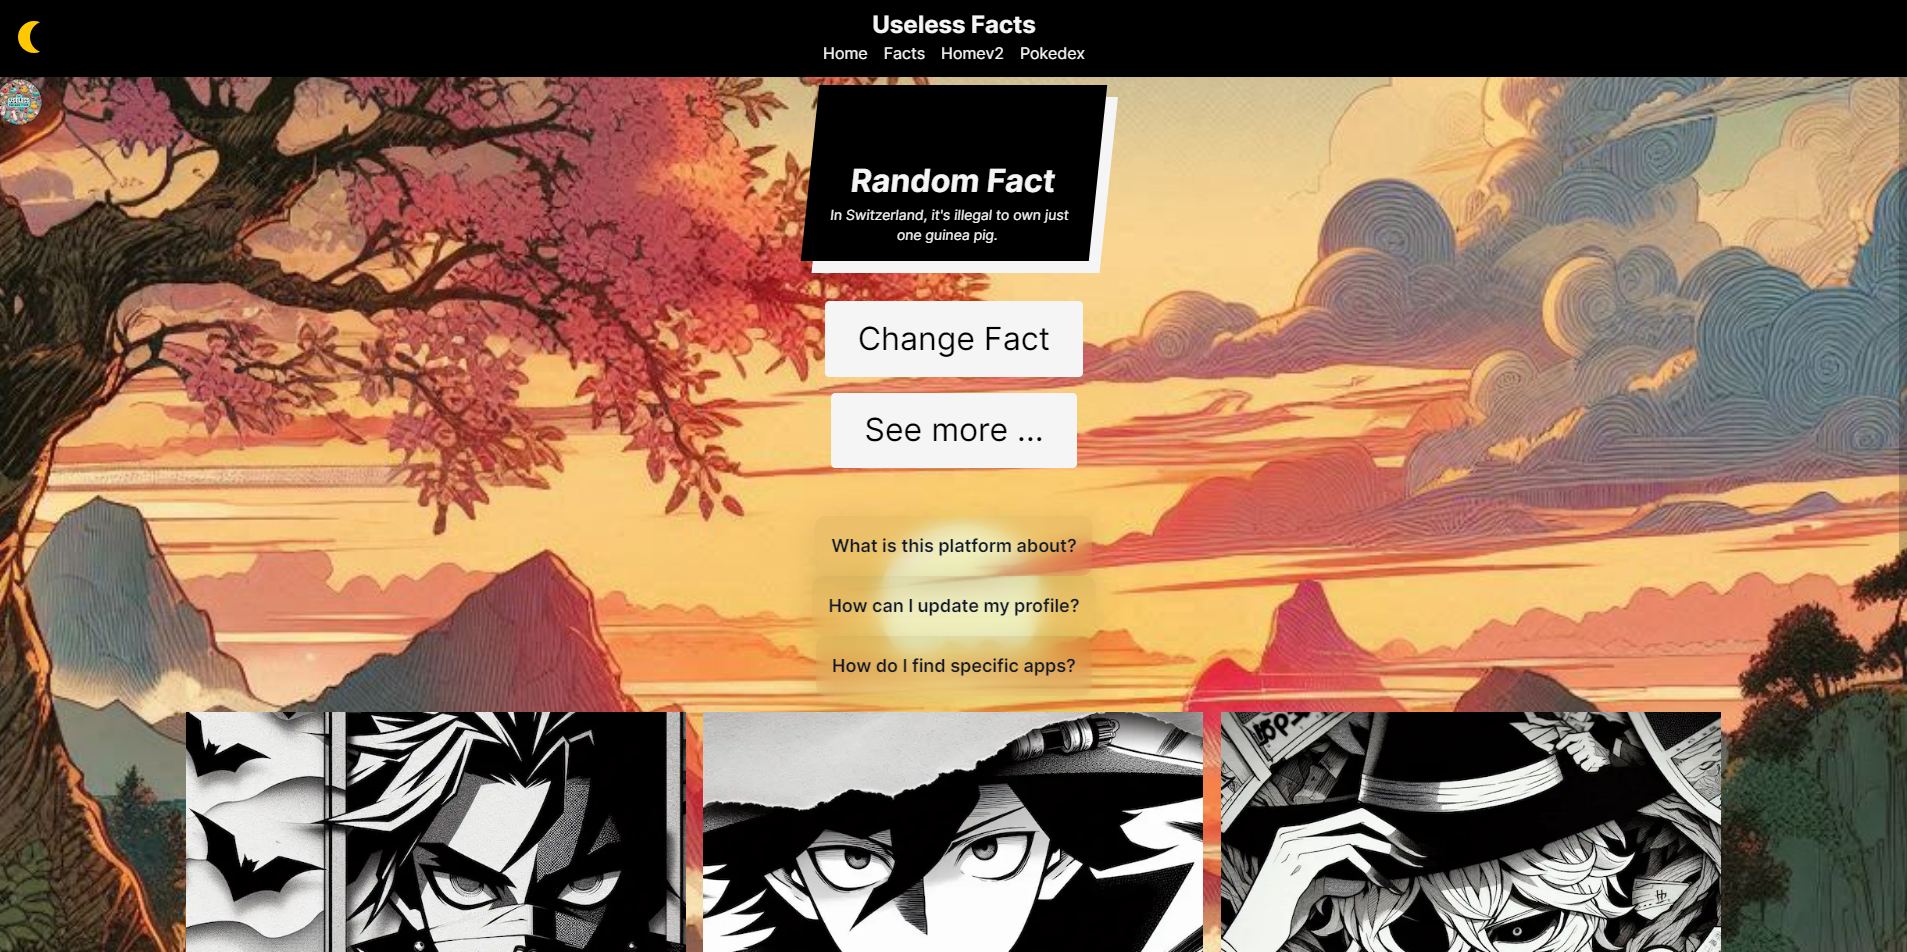 Useless Facts
Home Facts Homev2 Pokedex
Random Fact
In Switzerland, it's illegal to own just
one guinea pig.
Change Fact
See more ...
What is this platform about?
How can I update my profile?
How do I find specific apps?